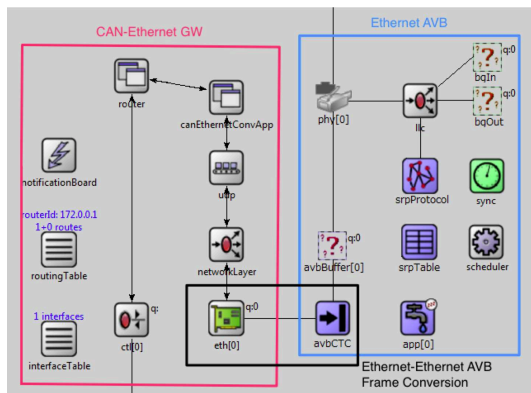 CAN-Ethernet GW
Ethernet AVB
router
canEthernetConvApp
phy[0]
llc
q:0
bqIn
q:0
bqOut
notificationBoard
udp
srpProtocol
sync
routerId: 172.0.0.1
1+0 routes
routingTable
networkLayer
q:0
avbBuffer[0]
srpTable
scheduler
1 interfaces
interfaceTable
q:
ctl[0]
q:0
eth[0]
avbCTC
app[0]
Ethernet-Ethernet AVB
Frame Conversion